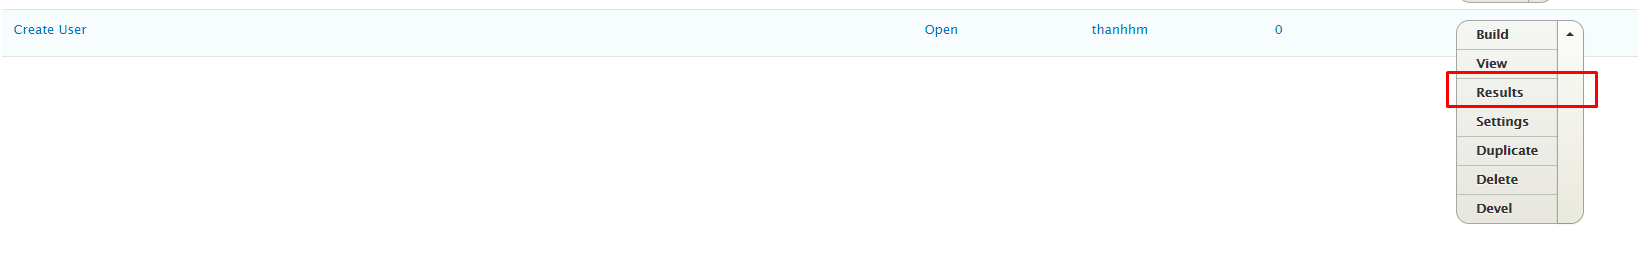 Create User Open thanhhm 0
Build
View
Results
Settings
Duplicate
Delete
Devel